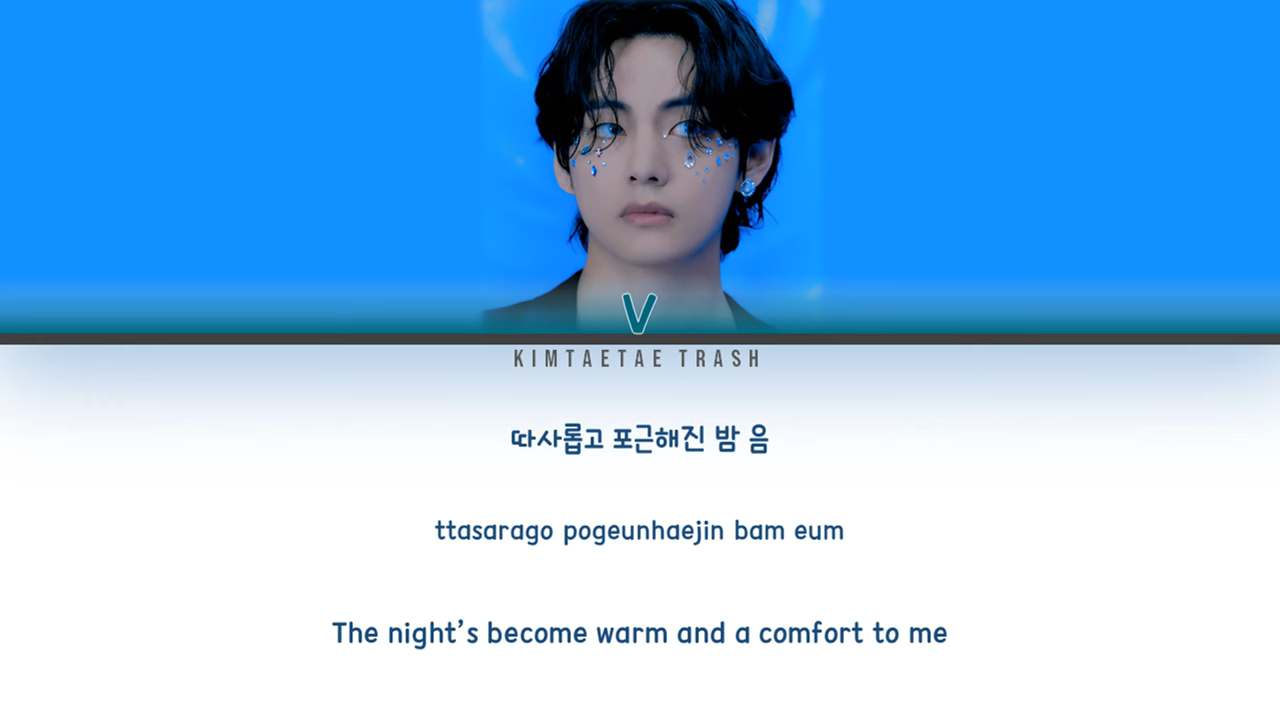 V
KIMTAETAE TRASH
따사롭고 포근해진 밤 음
ttasarago pogeunhaejin bam eum
The night's become warm and a comfort to me